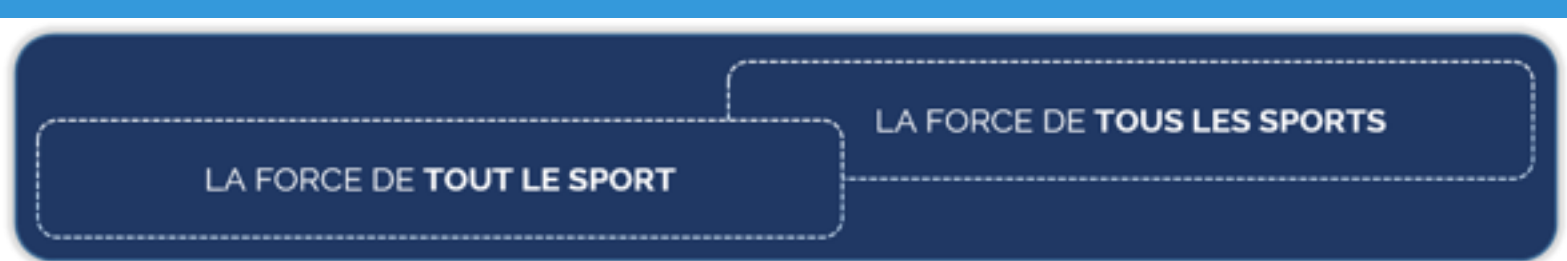 LA FORCE DE TOUS LES SPORTS
LA FORCE DE TOUT LE SPORT